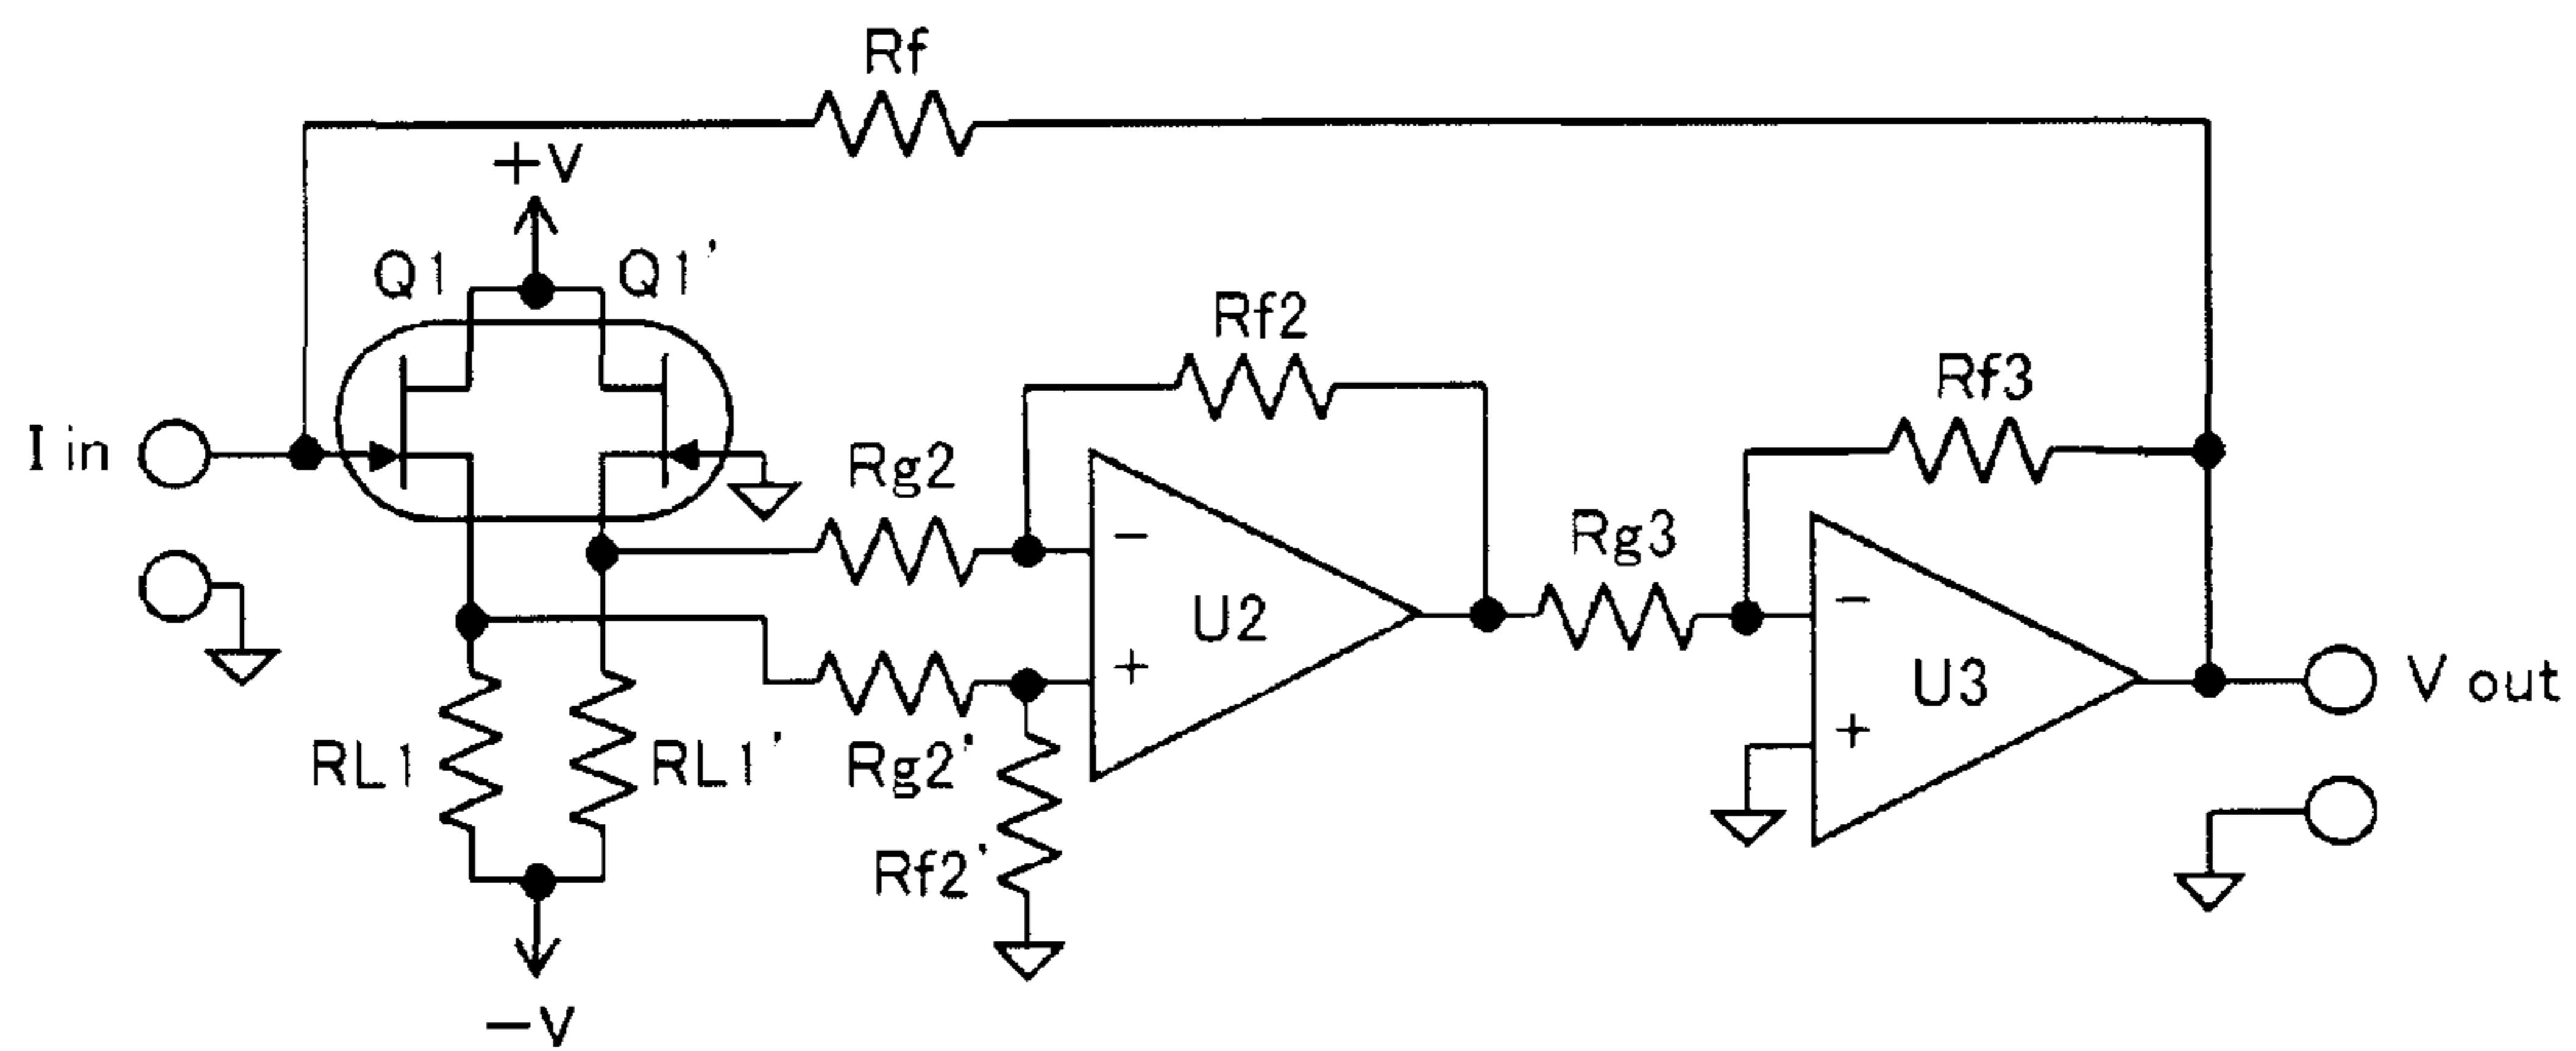 Rf
+V
Q1
Q1'
Rf2
Rf3
I in
Rg2
Rg3
−
−
U2
+
U3
+
V out
RL1
RL1'
Rg2'
Rf2'
−V